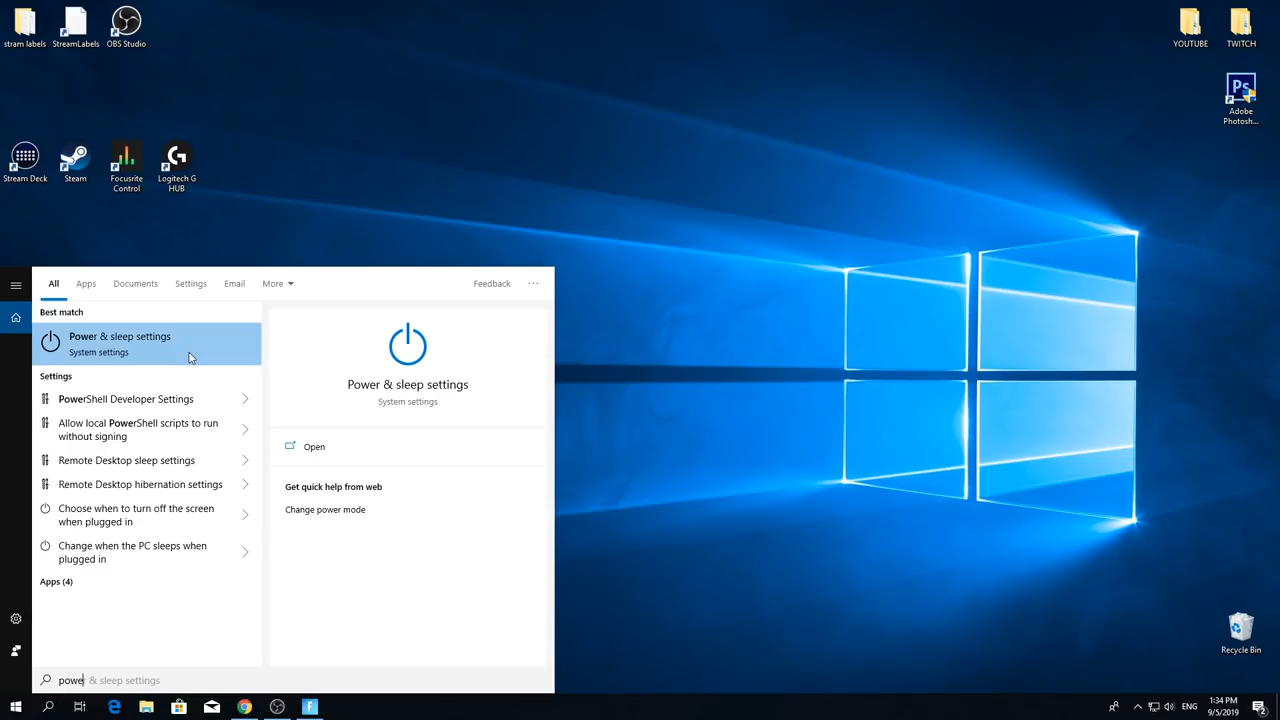 stram labels
StreamLabels
OBS Studio
YOUTUBE
TWITCH
Ps
Adobe
Photosh...
Stream Deck
Steam
Focusrite
Control
Logitech G
HUB
All
Apps
Documents
Settings
Email
More
Feedback
Best match
Power & sleep settings
System settings
Settings
PowerShell Developer Settings
Allow local PowerShell scripts to run
without signing
Remote Desktop sleep settings
Remote Desktop hibernation settings
Choose when to turn off the screen
when plugged in
Change when the PC sleeps when
plugged in
Apps (4)
Power & sleep settings
System settings
Open
Get quick help from web
Change power mode
power & sleep settings
Recycle Bin
ENG
1:34 PM
9/5/2019
2